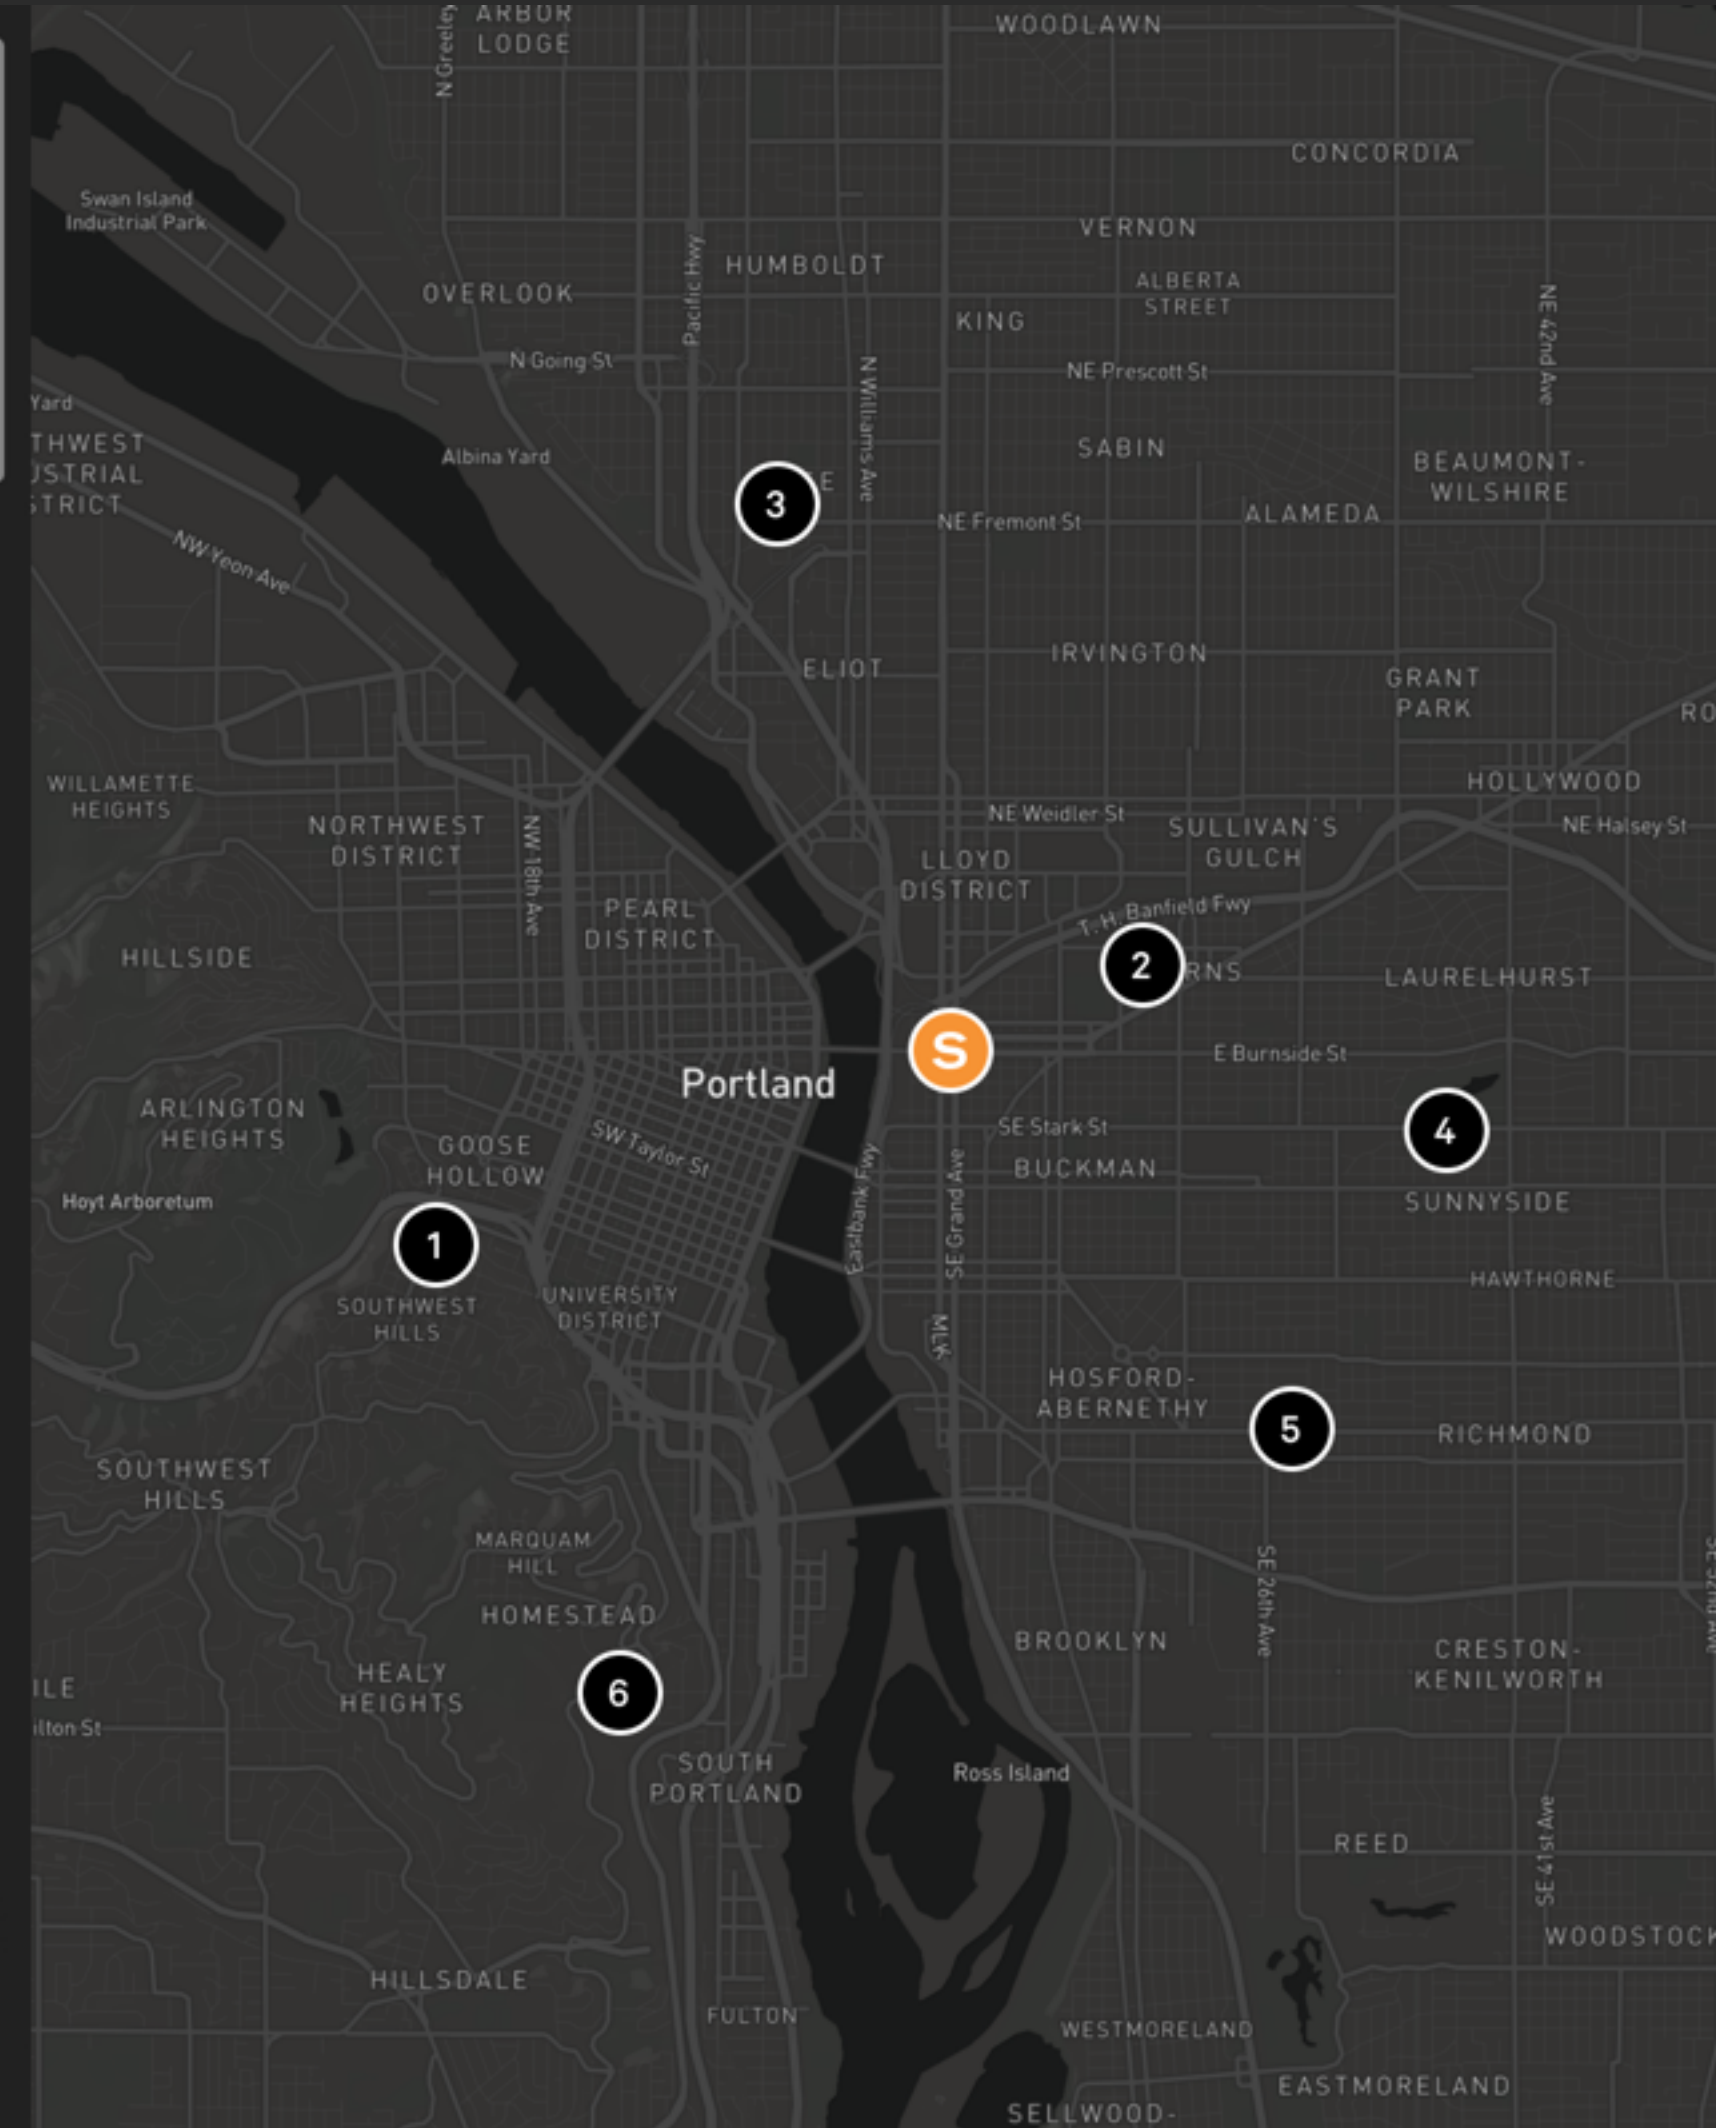 ARBOR
LODGE
WOODLAWN
N Greeley
CONCORDIA
Swan Island
Industrial Park
VERNON
Pacific Hwy
HUMBOLDT
OVERLOOK
ALBERTA
STREET
KING
NE 42nd Ave
N Going St
NE Prescott St
N Williams Ave
Yard
THWEST
USTRIAL
STRICT
Albina Yard
SABIN
BEAUMONT-
WILSHIRE
3
E
NE Fremont St
ALAMEDA
NW Yeon Ave
ELIOT
IRVINGTON
GRANT
PARK
RO
WILLAMETTE
HEIGHTS
HOLLYWOOD
NORTHWEST
DISTRICT
NW 18th Ave
NE Weidler St
SULLIVAN'S
GULCH
NE Halsey St
LLOYD
DISTRICT
PEARL
DISTRICT
T. H. Banfield Fwy
HILLSIDE
2
RNS
LAURELHURST
S
E Burnside St
Portland
ARLINGTON
HEIGHTS
GOOSE
HOLLOW
SW Taylor St
SE Stark St
4
BUCKMAN
Hoyt Arboretum
Eastbank Fwy
SE Grand Ave
SUNNYSIDE
1
HAWTHORNE
SOUTHWEST
HILLS
UNIVERSITY
DISTRICT
MLK
HOSFORD-
ABERNETHY
5
RICHMOND
SOUTHWEST
HILLS
MARQUAM
HILL
SE 26th Ave
SE 52nd Ave
HOMESTEAD
BROOKLYN
CRESTON-
KENILWORTH
HEALY
HEIGHTS
6
ILE
ilton St
SOUTH
PORTLAND
Ross Island
REED
SE 41st Ave
WOODSTOCK
HILLSDALE
FULTON
WESTMORELAND
EASTMORELAND
SELLWOOD-